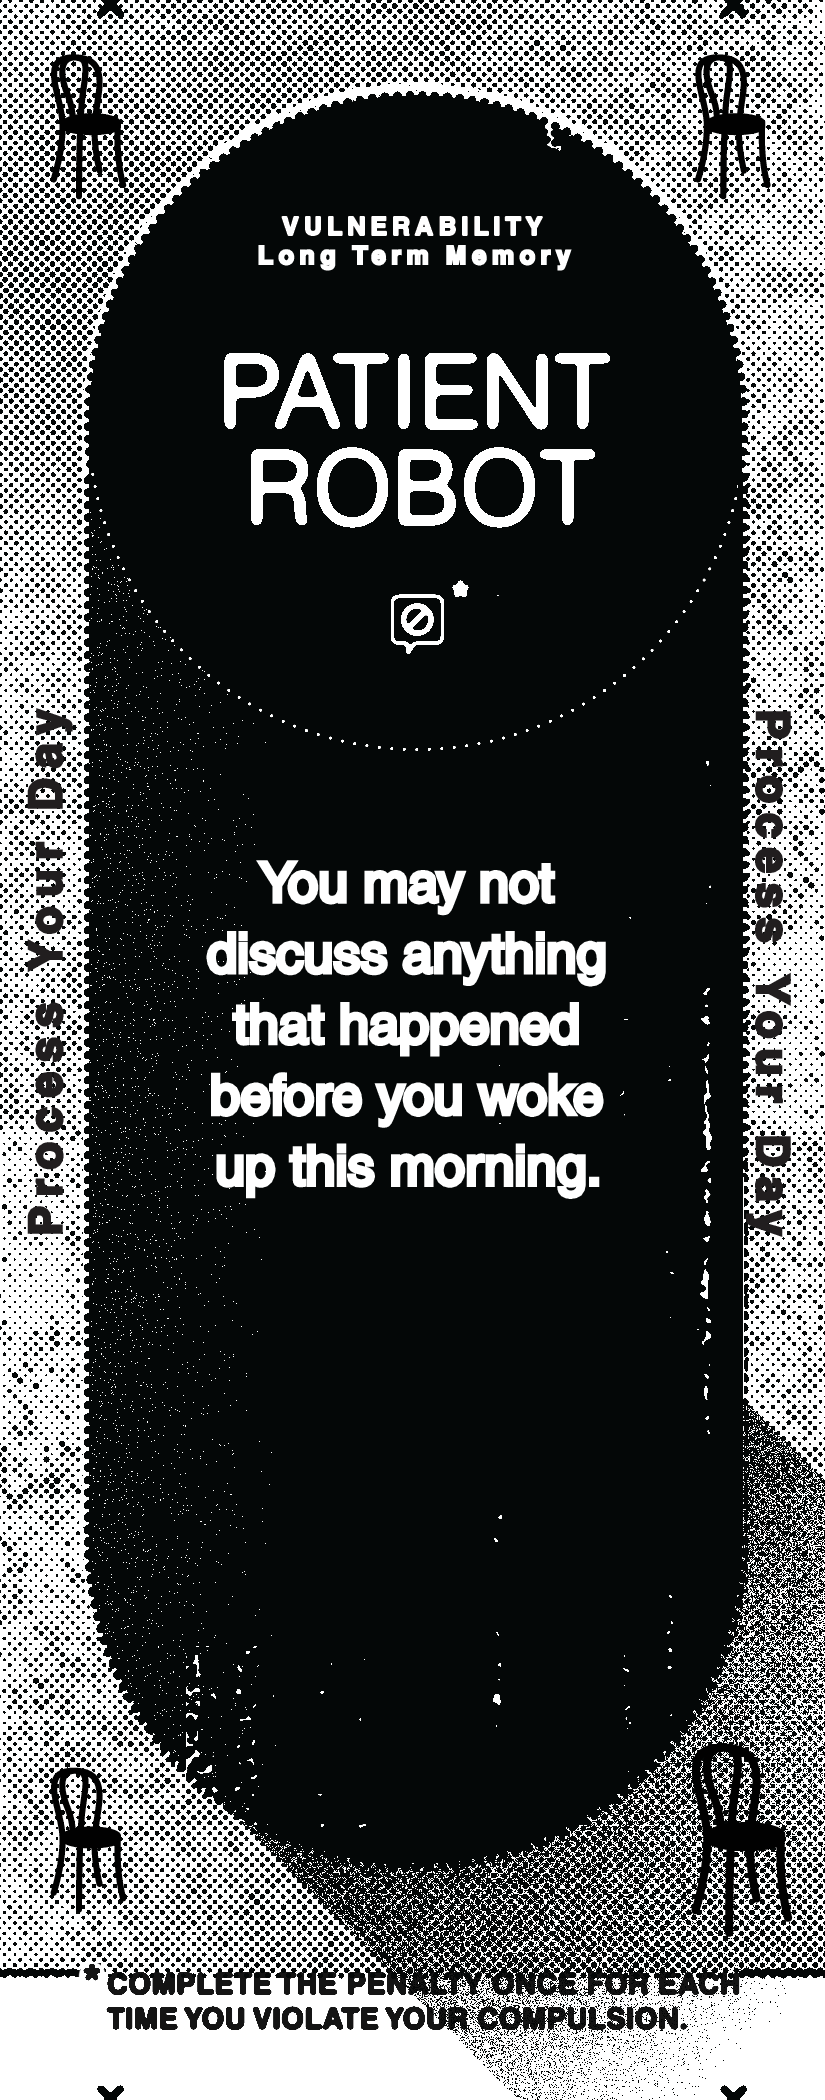 VULNERABILITY
Long Term Memory
PATIENT
ROBOT
*
Process Your Day
Process Your Day
You may not
discuss anything
that happened
before you woke
up this morning.
* COMPLETE THE PENALTY ONCE FOR EACH
TIME YOU VIOLATE YOUR COMPULSION.